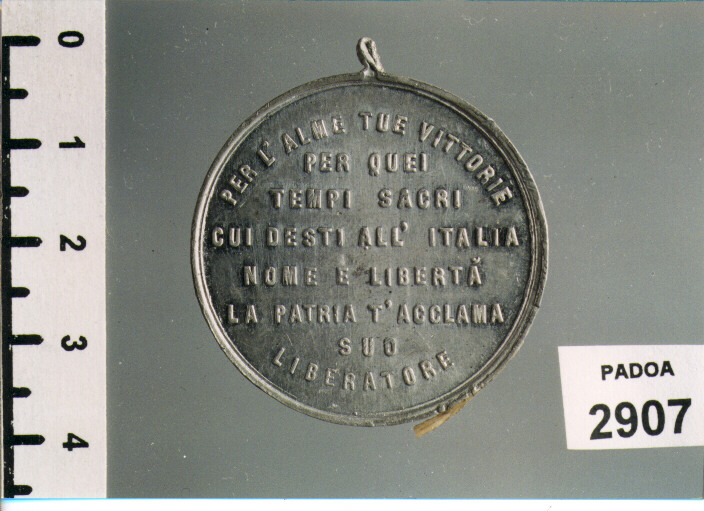 PER L'ALME TUE VITTORIE
PER QUEI
TEMPI SACRI
CUI DESTI ALL' ITALIA
NOME E LIBERTĂ
LA PATRIA T'ACCLAMA
SUO
LIBERATORE
0
1
2
3
4
PADOA
2907